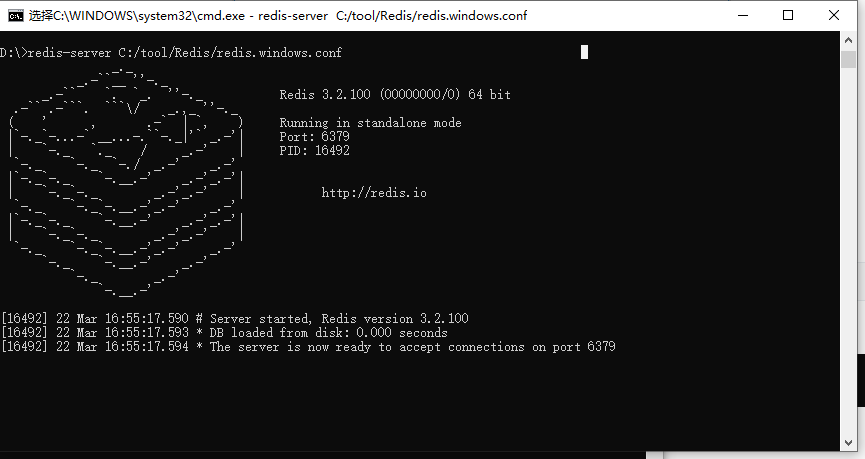 选择C:\WINDOWS\system32\cmd.exe - redis-server  C:/tool/Redis/redis.windows.conf
D:\>redis-server C:/tool/Redis/redis.windows.conf
Redis 3.2.100 (00000000/0) 64 bit
Running in standalone mode
Port: 6379
PID: 16492
http://redis.io
[16492] 22 Mar 16:55:17.590 # Server started, Redis version 3.2.100
[16492] 22 Mar 16:55:17.593 * DB loaded from disk: 0.000 seconds
[16492] 22 Mar 16:55:17.594 * The server is now ready to accept connections on port 6379